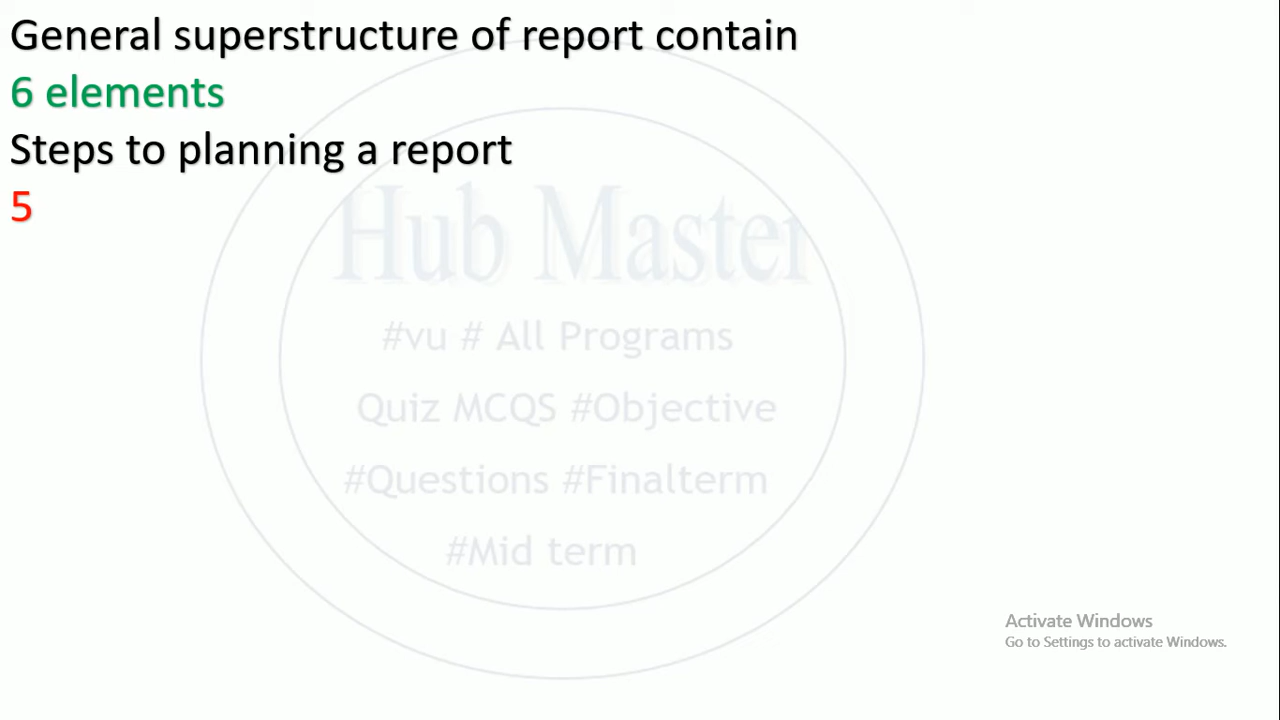 General superstructure of report contain
6 elements
Steps to planning a report
5
Hub Master
#vu # All Programs
Quiz MCQS #Objective
#Questions #Finalterm
#Mid term
Activate Windows
Go to Settings to activate Windows.